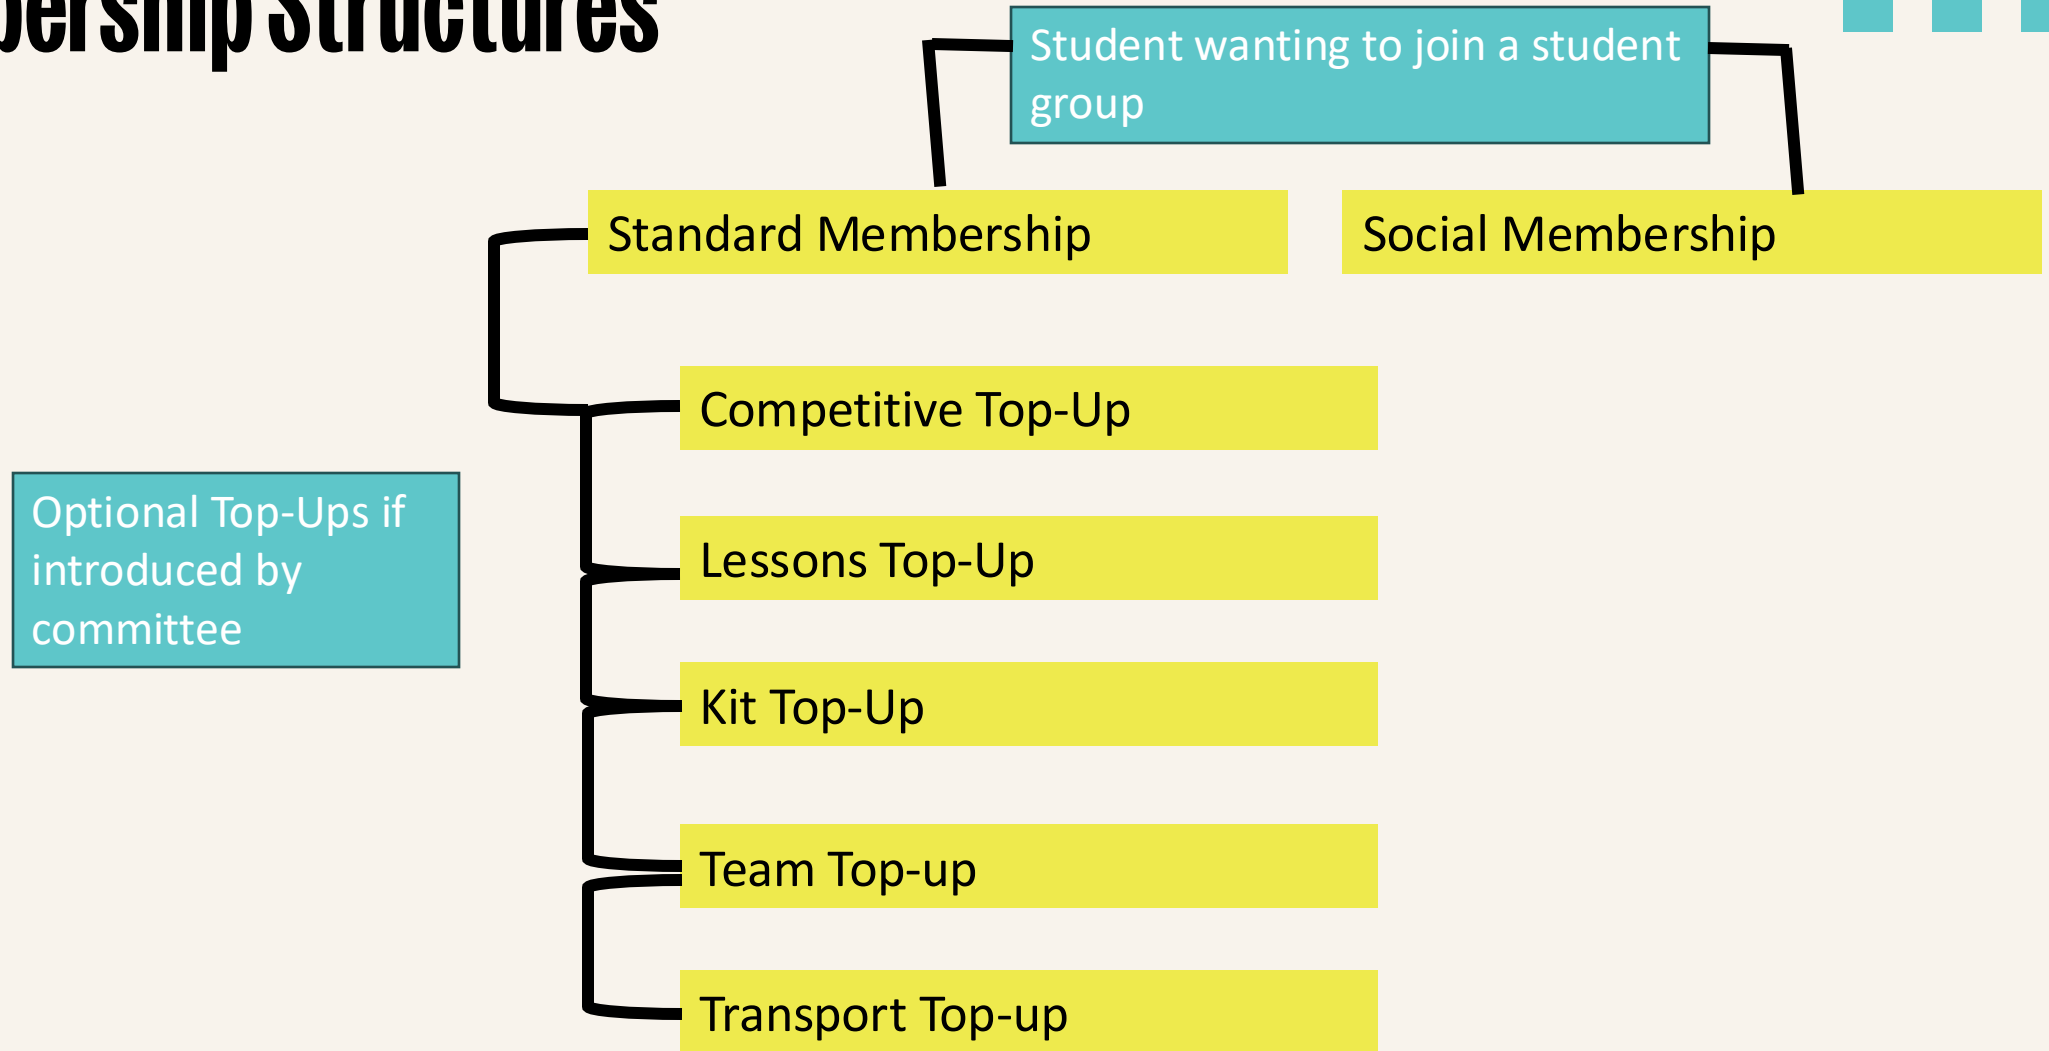 Structures
Student wanting to join a student
group
Standard Membership
Social Membership
Competitive Top-Up
Optional Top-Ups if
introduced by
committee
Lessons Top-Up
Kit Top-Up
Team Top-up
Transport Top-up